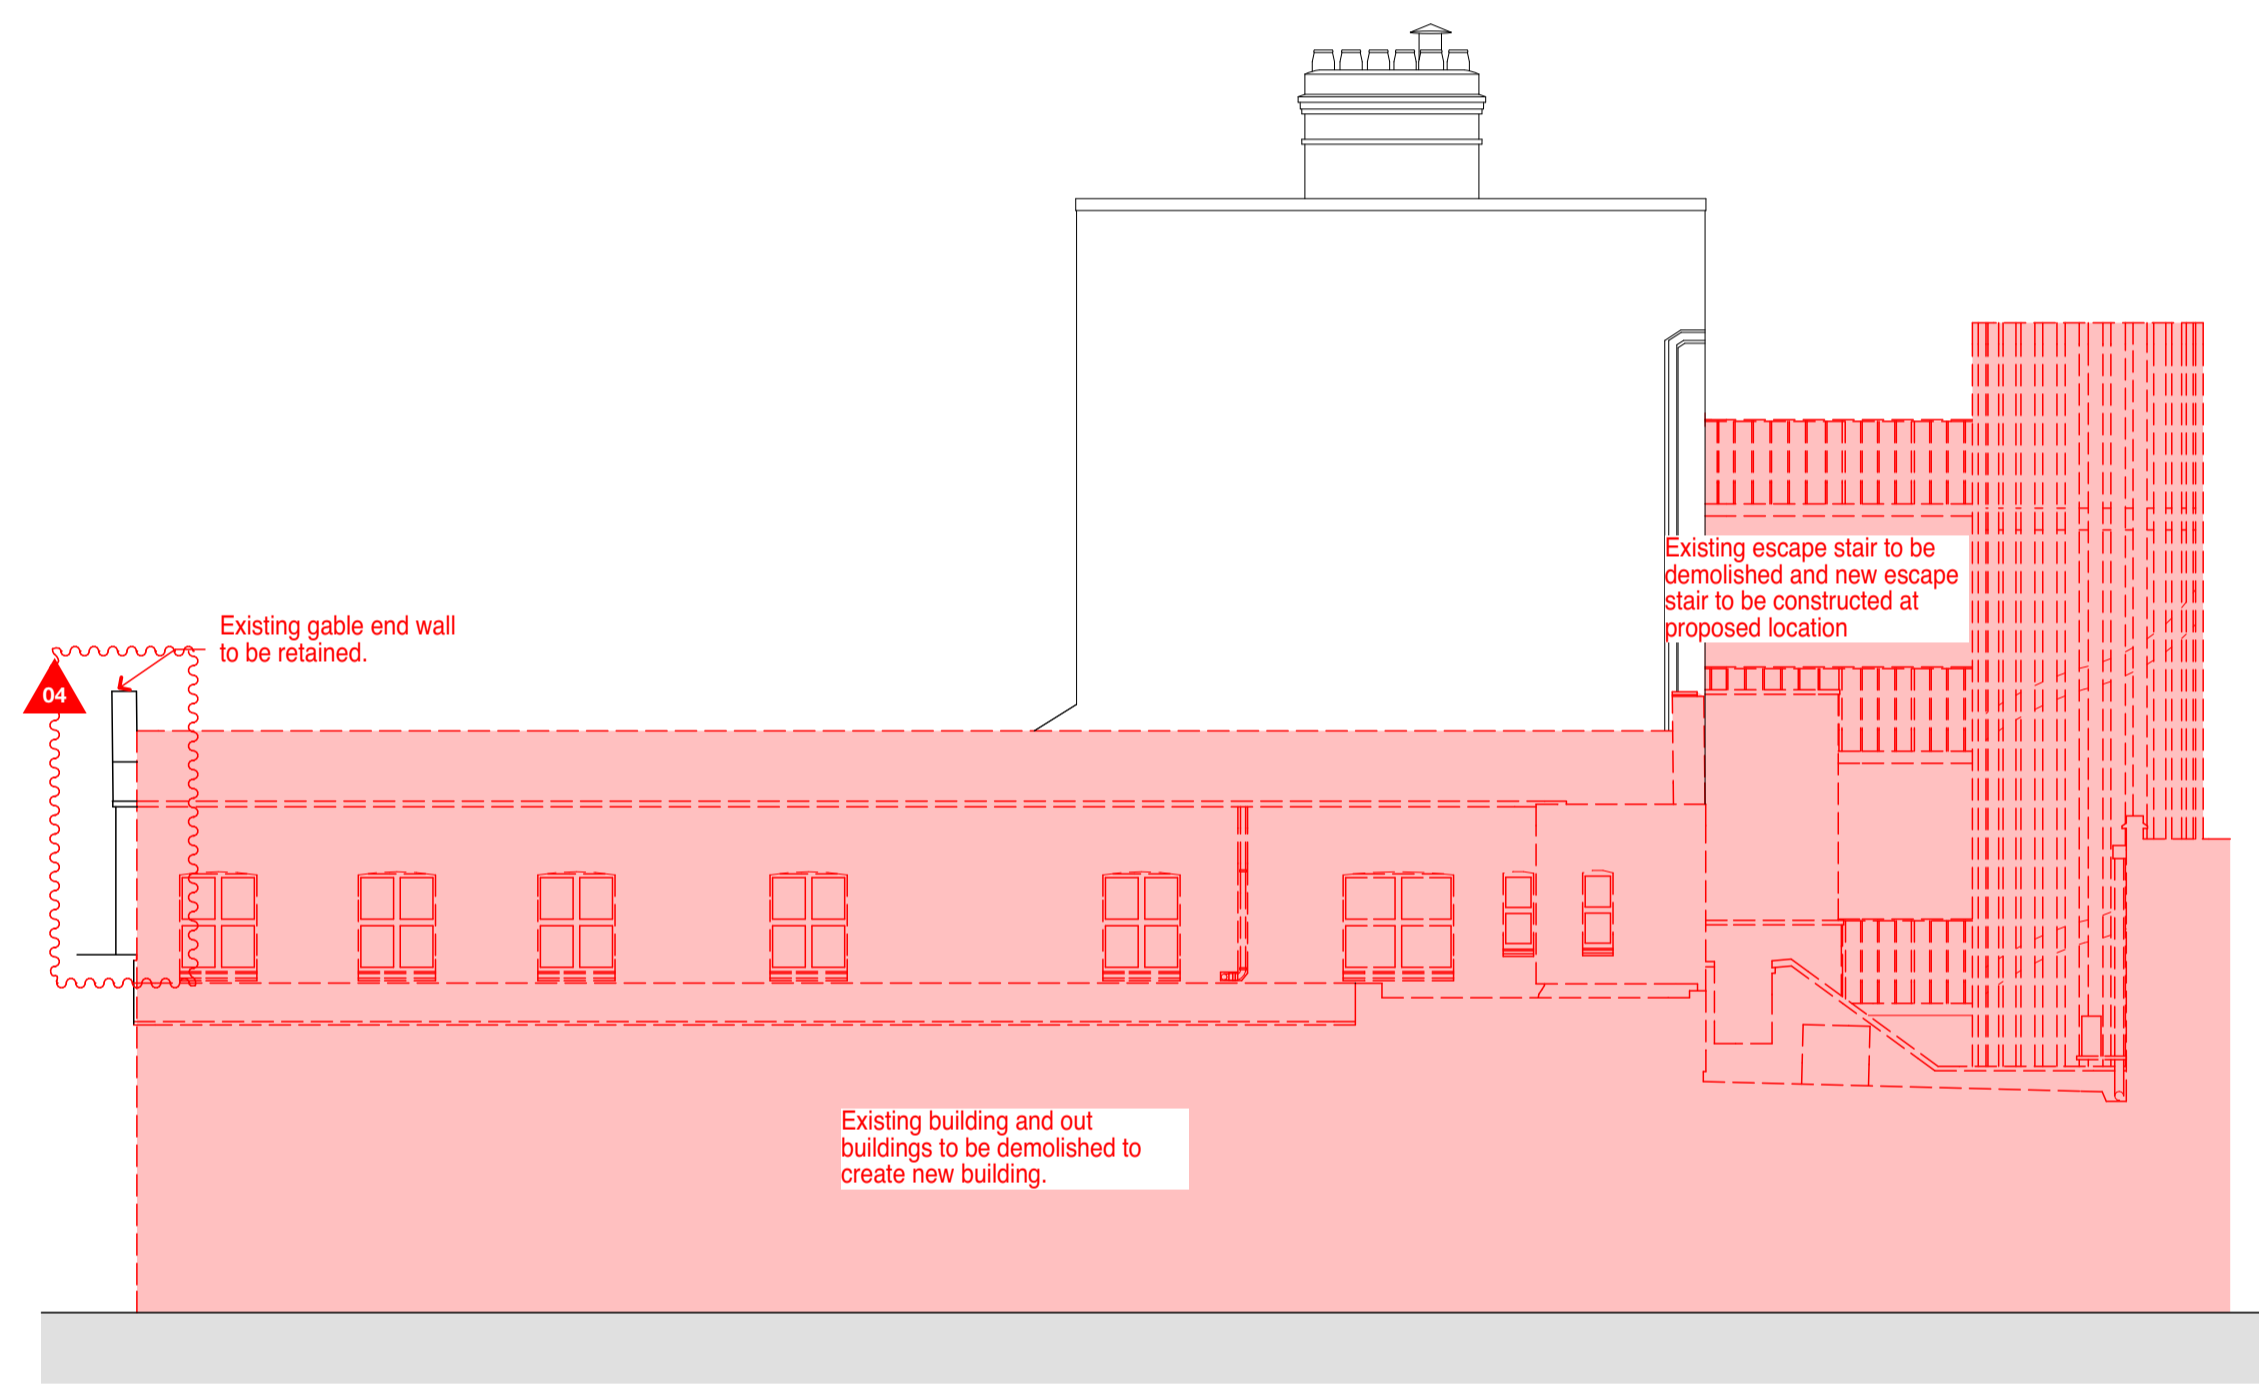 Existing escape stair to be
demolished and new escape
stair to be constructed at
proposed location
Existing gable end wall
to be retained.
04
Existing building and out
buildings to be demolished to
create new building.